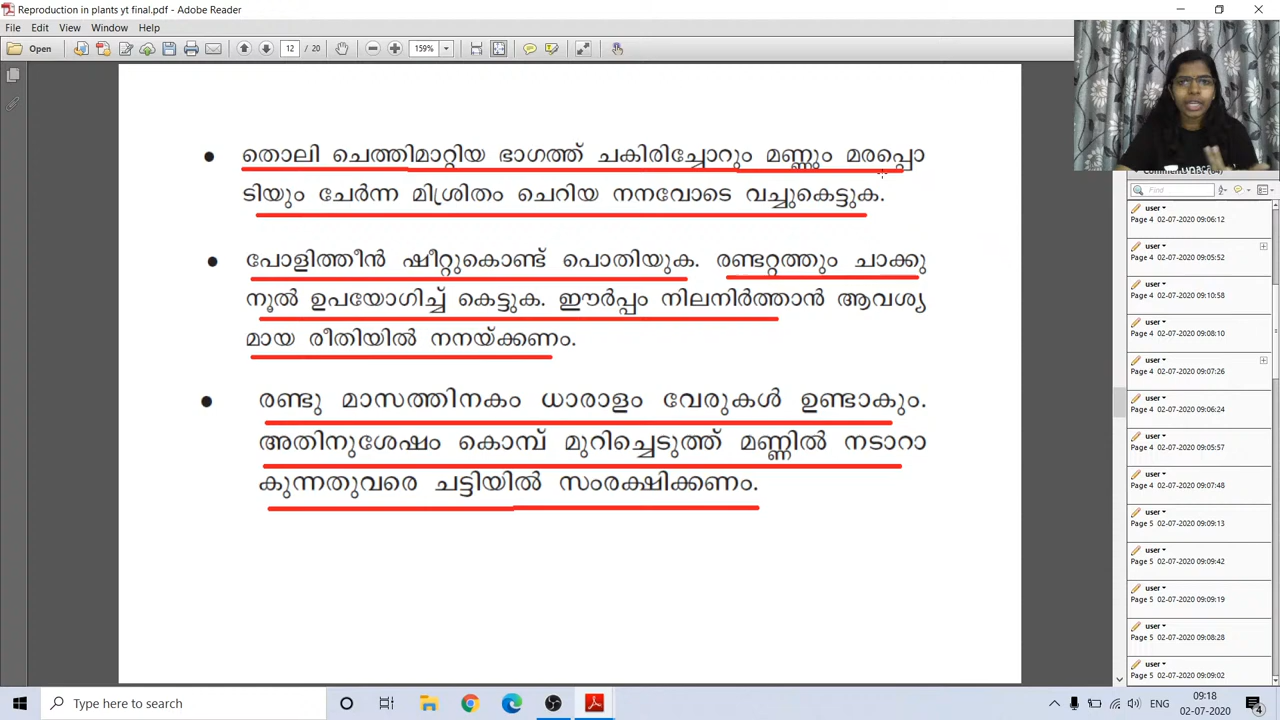 Reproduction in plants yt final.pdf - Adobe Reader
File Edit View Window Help
Open 12 / 20 159%
തൊലി ചെത്തിമാറ്റിയ ഭാഗത്ത് ചകിരിച്ചോറും മണ്ണും മരപ്പൊ
ടിയും ചേർന്ന മിശ്രിതം ചെറിയ നനവോടെ വച്ചുകെട്ടുക.
പോളിത്തീൻ ഷീറ്റുകൊണ്ട് പൊതിയുക. രണ്ടറ്റത്തും ചാക്കു
നൂൽ ഉപയോഗിച്ച് കെട്ടുക. ഈർപ്പം നിലനിർത്താൻ ആവശ്യ
മായ രീതിയിൽ നനയ്ക്കണം.
രണ്ടു മാസത്തിനകം ധാരാളം വേരുകൾ ഉണ്ടാകും.
അതിനുശേഷം കൊമ്പ് മുറിച്ചെടുത്ത് മണ്ണിൽ നടാറാ
കുന്നതുവരെ ചട്ടിയിൽ സംരക്ഷിക്കണം.
Find
user
Page 4 02-07-2020 09:06:12
user
Page 4 02-07-2020 09:05:52
user
Page 4 02-07-2020 09:10:58
user
Page 4 02-07-2020 09:08:10
user
Page 4 02-07-2020 09:07:26
user
Page 4 02-07-2020 09:06:24
user
Page 4 02-07-2020 09:05:57
user
Page 4 02-07-2020 09:07:48
user
Page 5 02-07-2020 09:09:13
user
Page 5 02-07-2020 09:09:42
user
Page 5 02-07-2020 09:09:19
user
Page 5 02-07-2020 09:08:28
user
Page 5 02-07-2020 09:09:02
Type here to search
ENG
09:18
02-07-2020
4